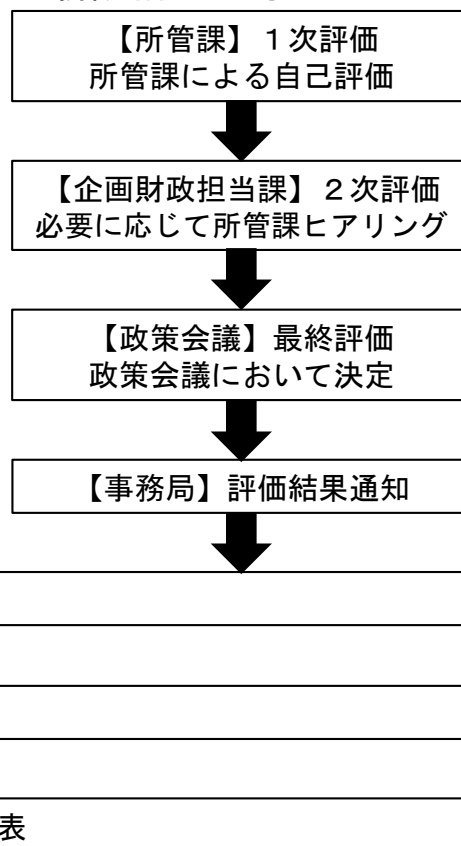 【所管課】１次評価
所管課による自己評価
【企画財政担当課】２次評価
必要に応じて所管課ヒアリング
【政策会議】最終評価
政策会議において決定
【事務局】評価結果通知
表